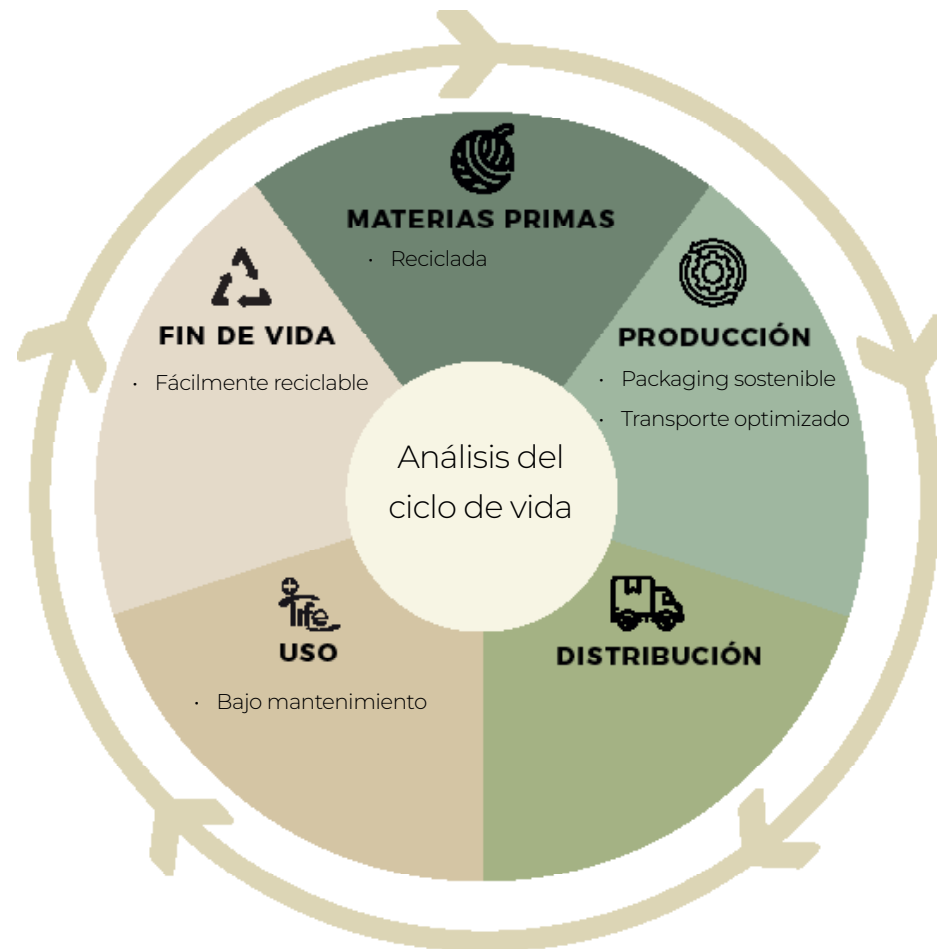 MATERIAS PRIMAS
· Reciclada
PRODUCCIÓN
· Packaging sostenible
· Transporte optimizado
DISTRIBUCIÓN
life
USO
· Bajo mantenimiento
FIN DE VIDA
· Fácilmente reciclable
Análisis del
ciclo de vida